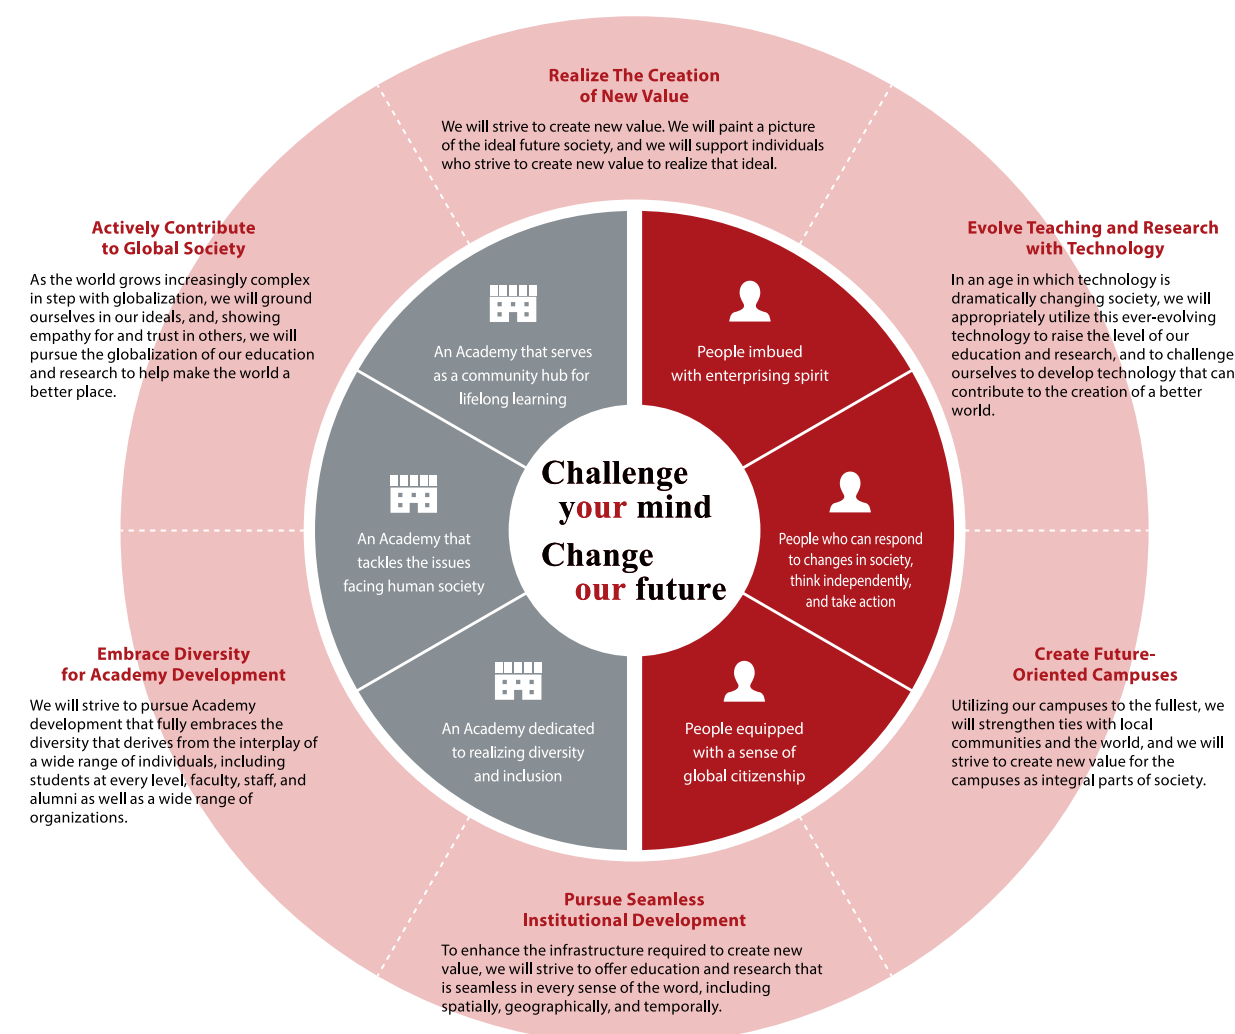 Realize The Creation
of New Value
We will strive to create new value. We will paint a picture
of the ideal future society, and we will support individuals
who strive to create new value to realize that ideal.
Actively Contribute
to Global Society
As the world grows increasingly complex
in step with globalization, we will ground
ourselves in our ideals, and, showing
empathy for and trust in others, we will
pursue the globalization of our education
and research to help make the world a
better place.
Evolve Teaching and Research
with Technology
In an age in which technology is
dramatically changing society, we will
appropriately utilize this ever-evolving
technology to raise the level of our
education and research, and to challenge
ourselves to develop technology that can
contribute to the creation of a better
world.
An Academy that serves
as a community hub for
lifelong learning
People imbued
with enterprising spirit
An Academy that
tackles the issues
facing human society
Challenge
your mind
Change
our future
People who can respond
to changes in society,
think independently,
and take action
An Academy dedicated
to realizing diversity
and inclusion
People equipped
with a sense of
global citizenship
Embrace Diversity
for Academy Development
We will strive to pursue Academy
development that fully embraces the
diversity that derives from the interplay of
a wide range of individuals, including
students at every level, faculty, staff, and
alumni as well as a wide range of
organizations.
Create Future-
Oriented Campuses
Utilizing our campuses to the fullest, we
will strengthen ties with local
communities and the world, and we will
strive to create new value for the
campuses as integral parts of society.
Pursue Seamless
Institutional Development
To enhance the infrastructure required to create new
value, we will strive to offer education and research that
is seamless in every sense of the word, including
spatially, geographically, and temporally.